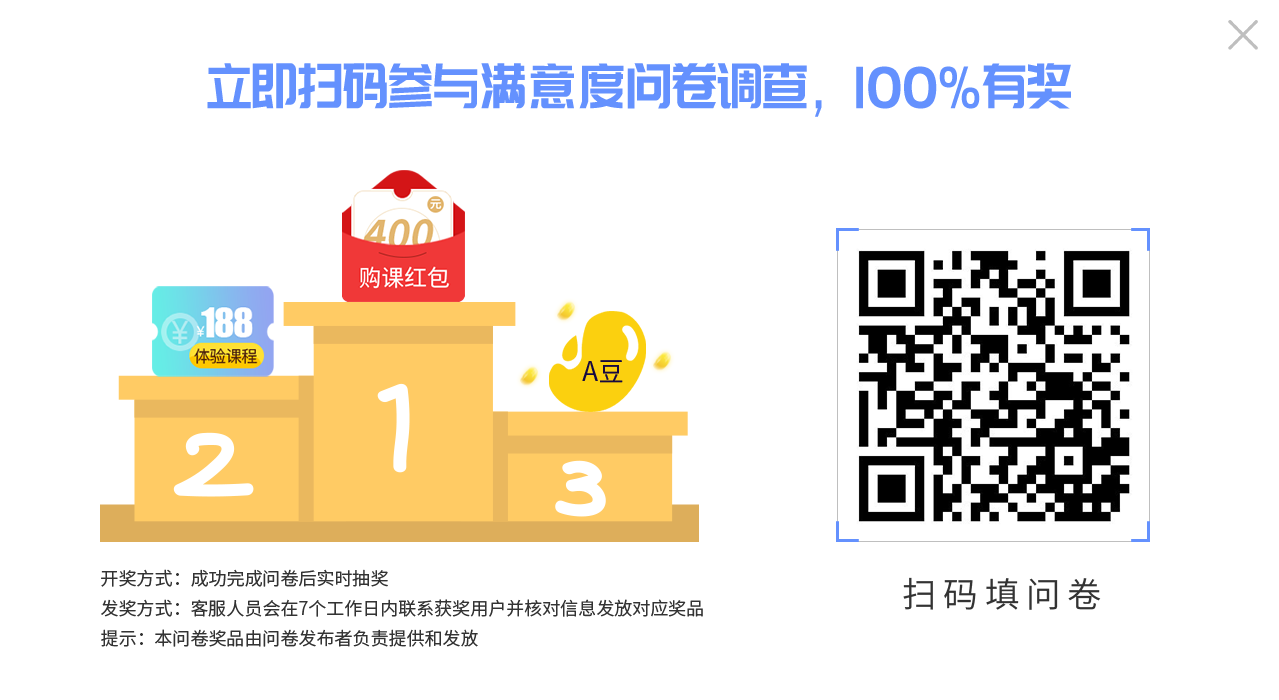 立即扫码参与满意度问卷调查，100%有奖
元
400
购课红包
¥
¥188
体验课程
A豆
1
2
3
扫码填问卷
开奖方式：成功完成问卷后实时抽奖
发奖方式：客服人员会在7个工作日内联系获奖用户并核对信息发放对应奖品
提示：本问卷奖品由问卷发布者负责提供和发放